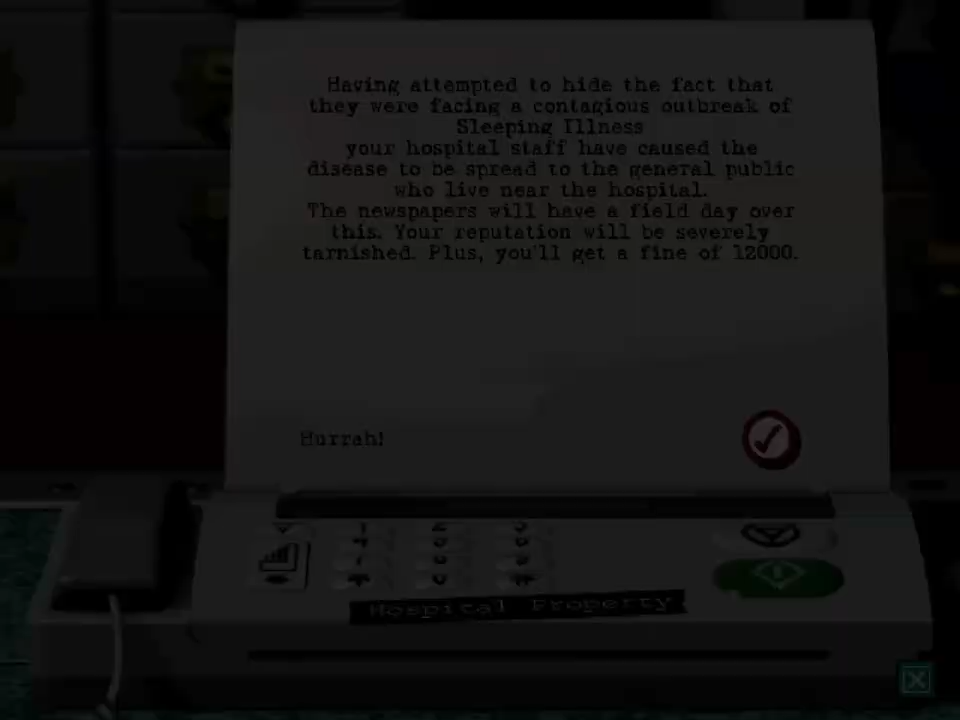 Having attempted to hide the fact that
they were facing a contagious outbreak of
Sleeping Illness
your hospital staff have caused the
disease to be spread to the general public
who live near the hospital.
The newspapers will have a field day over
this. Your reputation will be severely
tarnished. Plus, you'll get a fine of 12000.
Hurrah!
Hospital Property